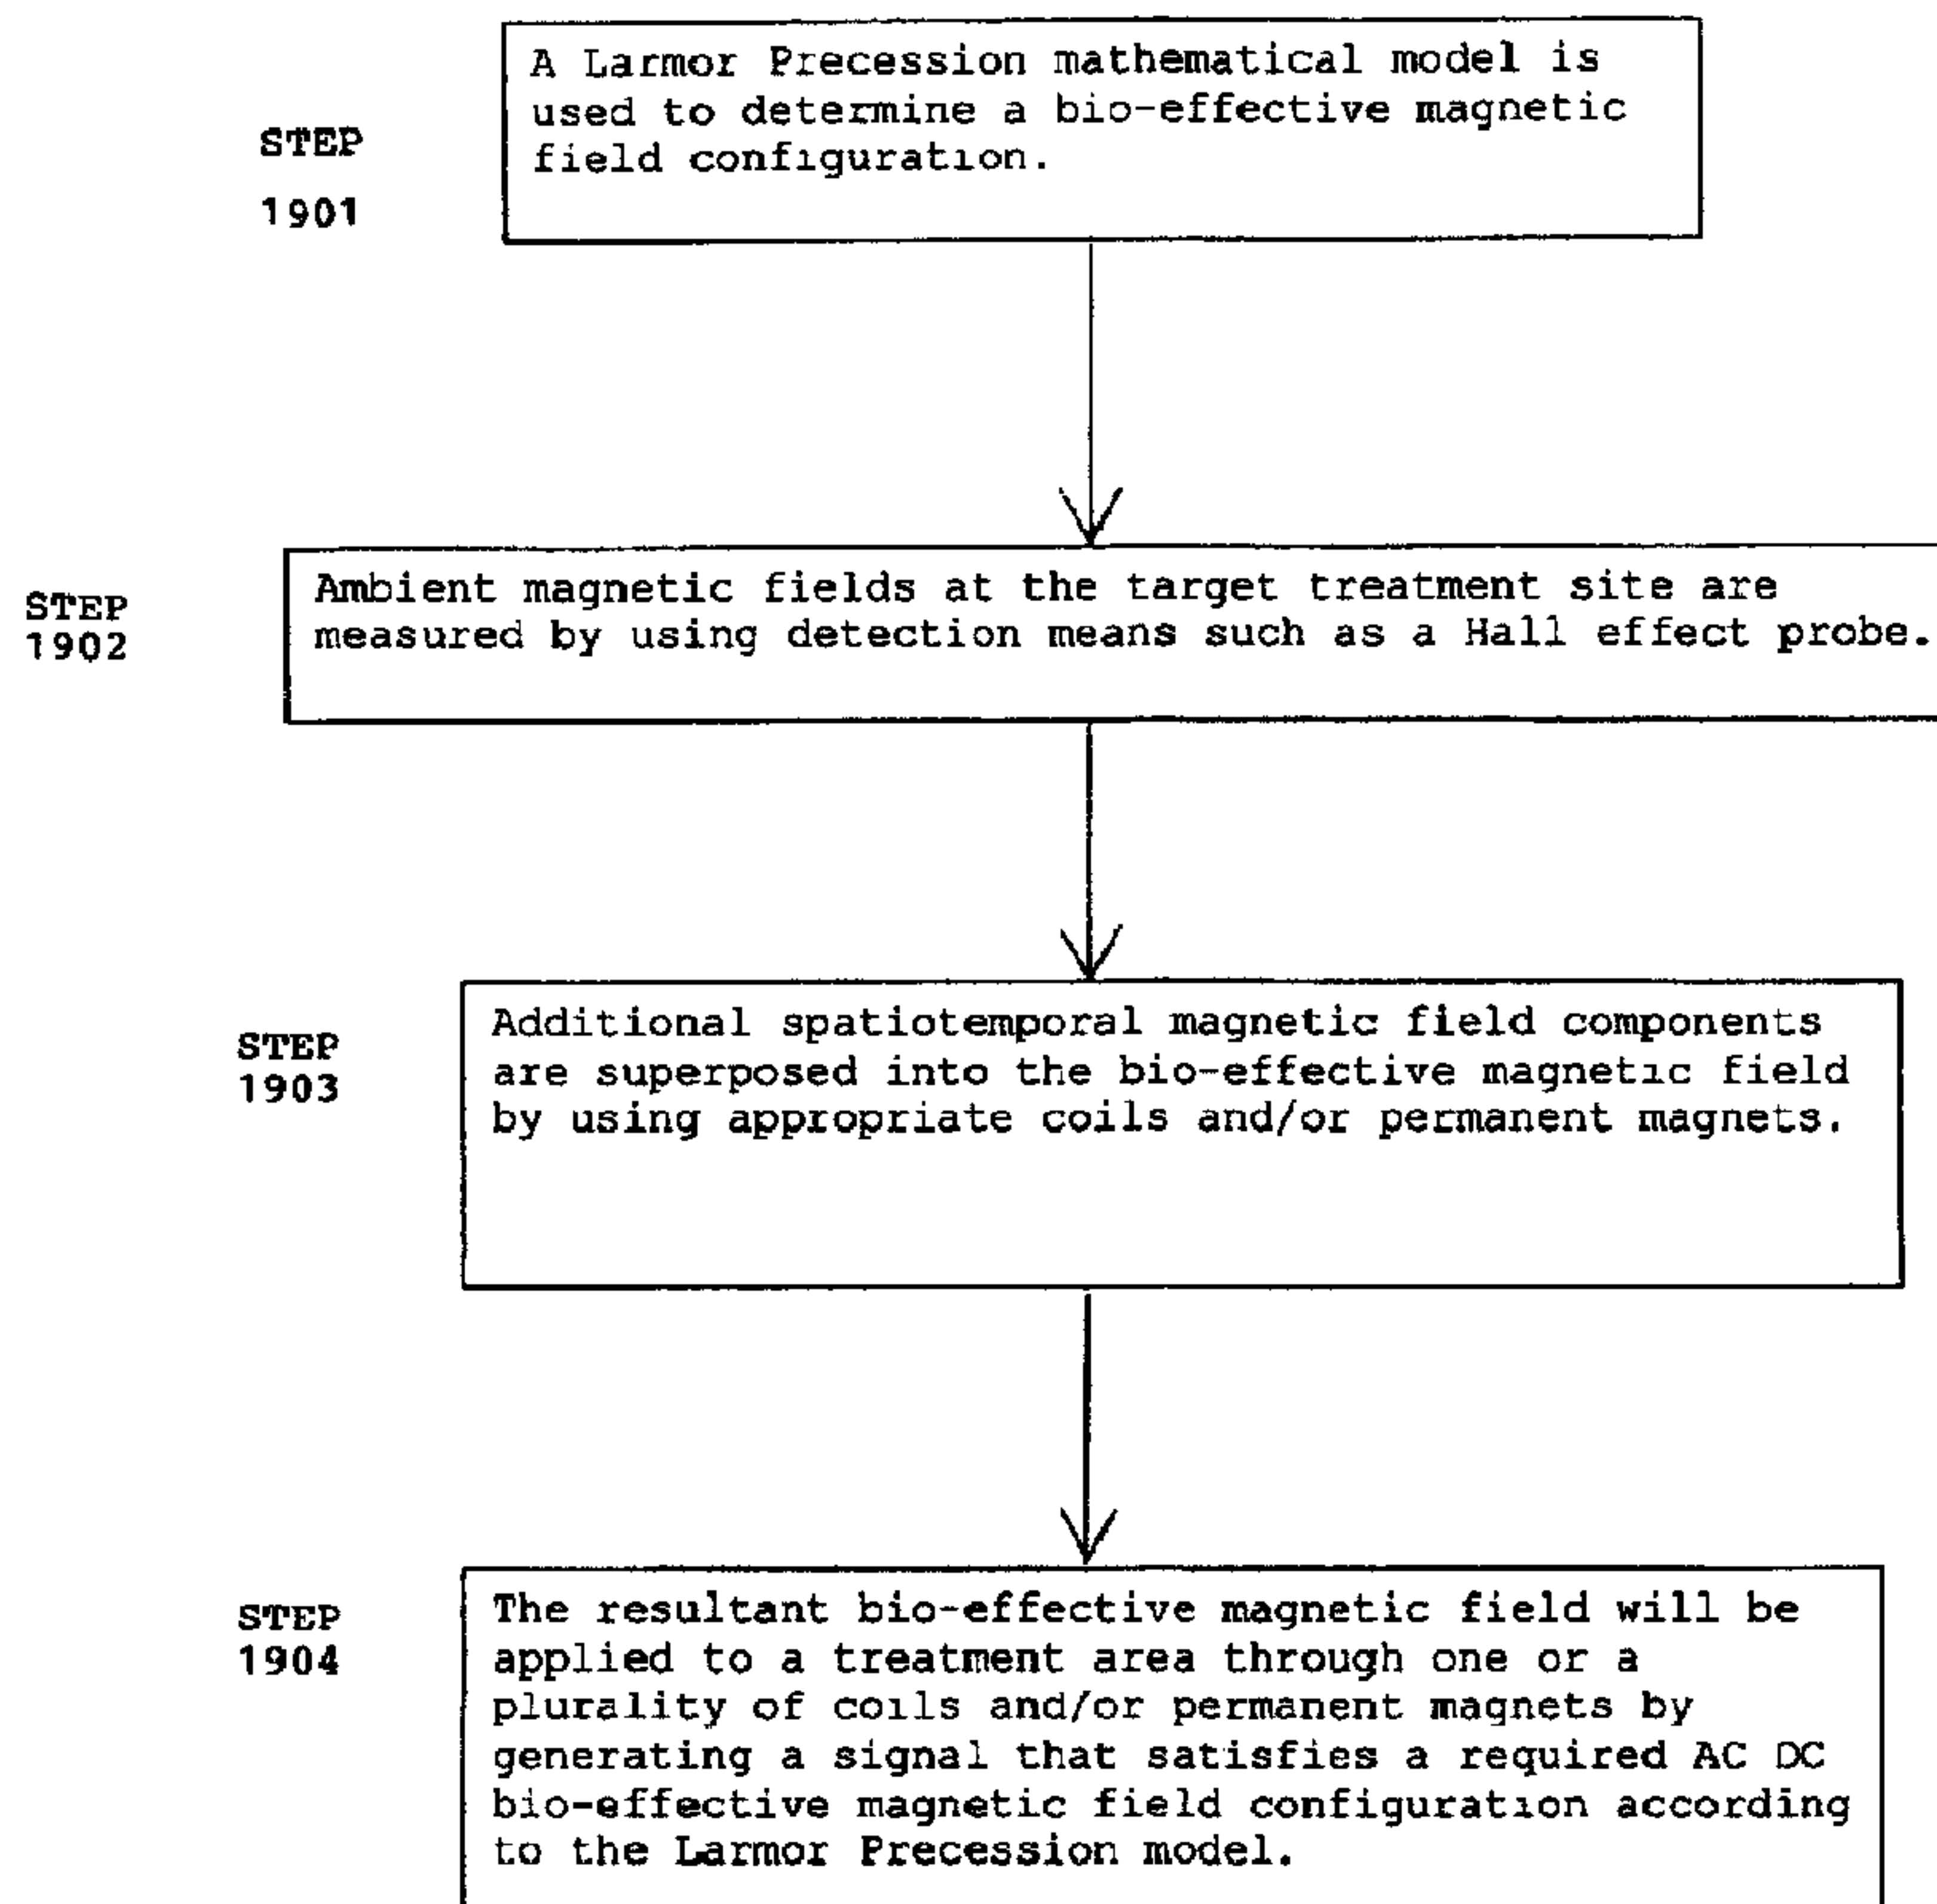 STEP
1901
A Larmor Precession mathematical model is
used to determine a bio-effective magnetic
field configuration.
STEP
1902
Ambient magnetic fields at the target treatment site are
measured by using detection means such as a Hall effect probe.
STEP
1903
Additional spatiotemporal magnetic field components
are superposed into the bio-effective magnetic field
by using appropriate coils and/or permanent magnets.
STEP
1904
The resultant bio-effective magnetic field will be
applied to a treatment area through one or a
plurality of coils and/or permanent magnets by
generating a signal that satisfies a required AC DC
bio-effective magnetic field configuration according
to the Larmor Precession model.